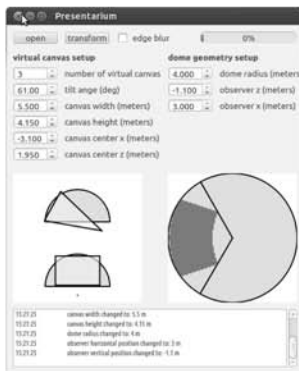 Presentarium
open transform edge blur 0%
virtual canvas setup dome geometry setup
3 number of virtual canvas 4.000 dome radius (meters
61.00 tilt ange (deg) -1.100 observer z (meters)
5.500 canvas width (meters) 3.000 observer x (meters)
4.150 canvas height (meters)
-3.100 canvas center x (meters)
1.950 canvas center z (meters)
15:21:25 canvas width changed to: 5.5 m
15:21:25 canvas height changed to: 4.15 m
15:21:25 dome radius changed to: 4 m
15:21:25 observer horizontal position changed to: 3 m
15:21:25 observer vertical position changed to: -1.1 m